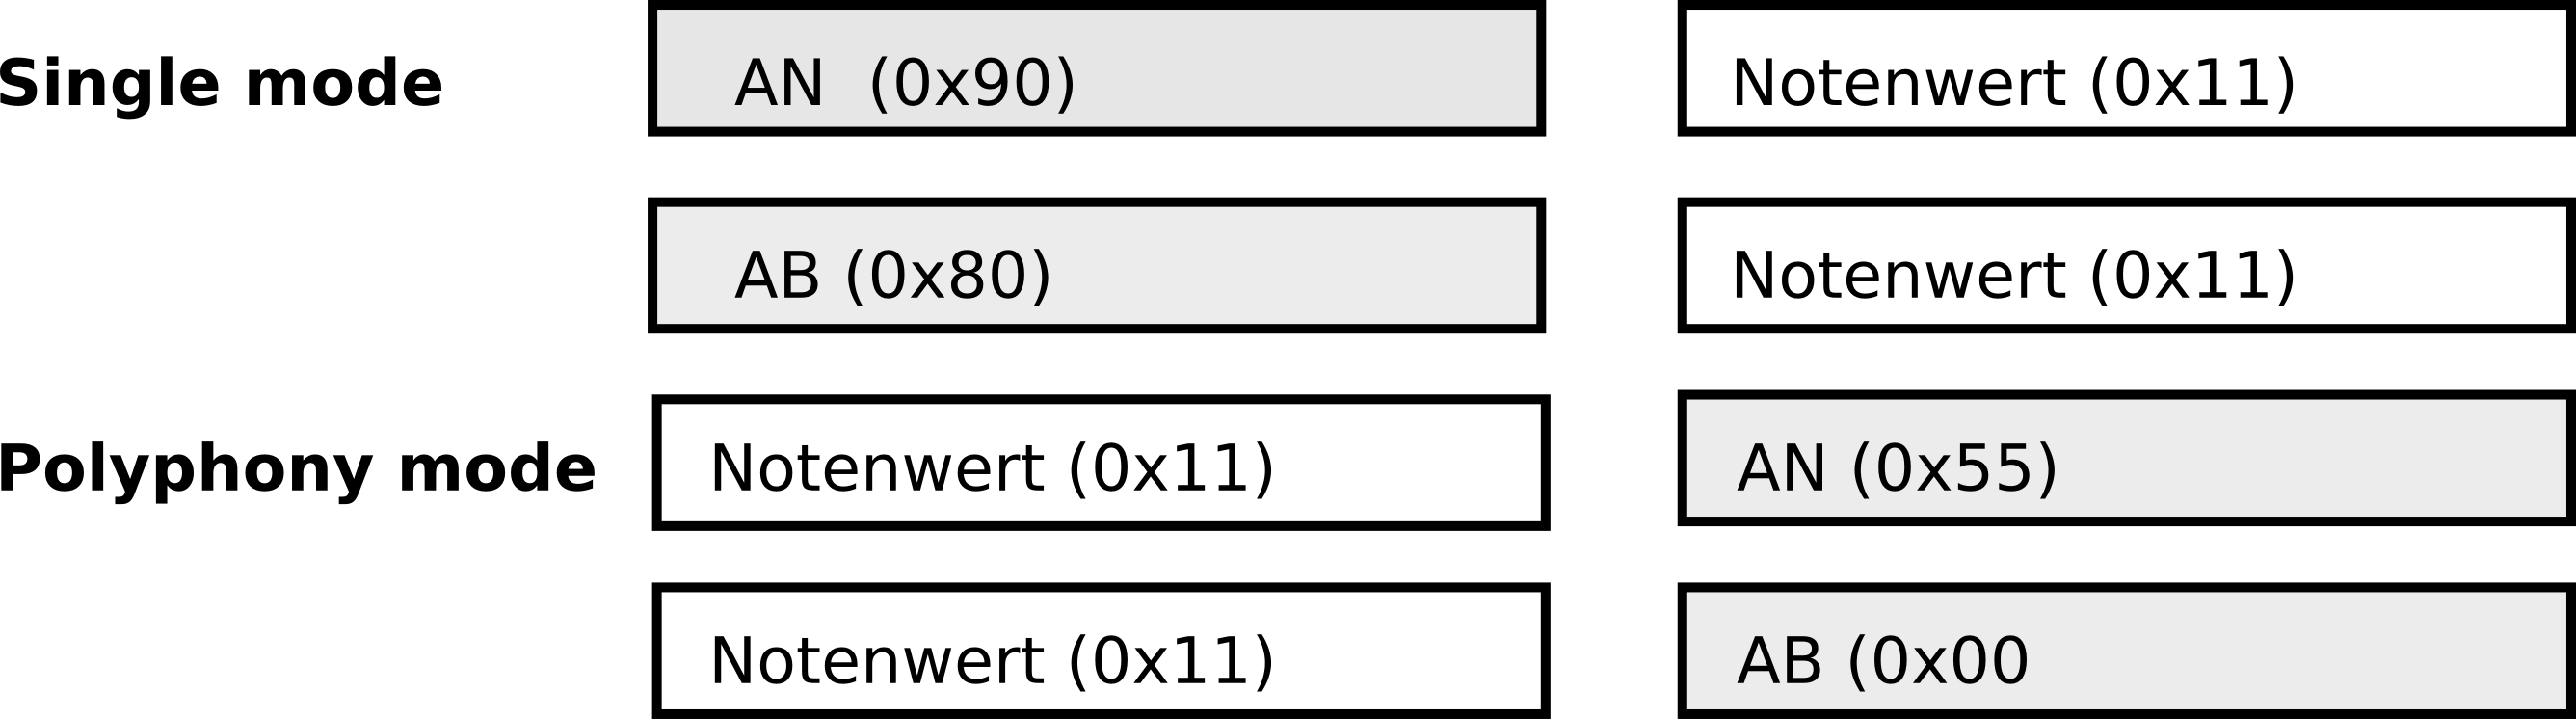 Single mode AN (0x90) Notenwert (0x11)
AB (0x80) Notenwert (0x11)
Polyphony mode Notenwert (0x11) AN (0x55)
Notenwert (0x11) AB (0x00